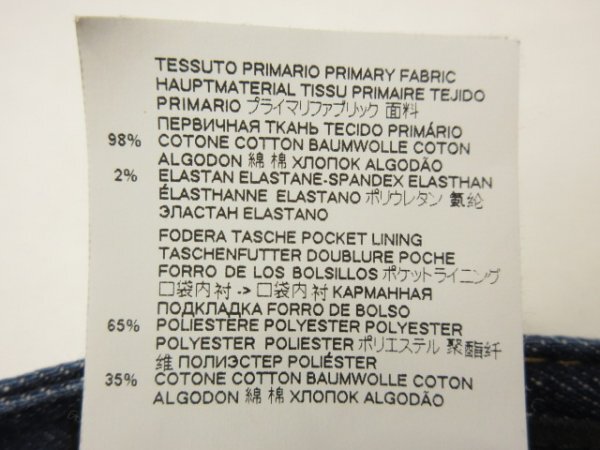 TESSUTO PRIMARIO PRIMARY FABRIC
HAUPTMATERIAL TISSU PRIMAIRE TEJIDO
PRIMARIO プライマリファブリック 面料
ПЕРВИЧНАЯ ТКАНЬ TECIDO PRIMÁRIO
98% COTONE COTTON BAUMWOLLE COTON
ALGODON 綿 棉 ХЛОПОК ALGODÃO
2% ELASTAN ELASTANE-SPANDEX ELASTHAN
ÉLASTHANNE ELASTANO ポリウレタン 氨纶
ЭЛАСТАН ELASTANO
FODERA TASCHE POCKET LINING
TASCHENFUTTER DOUBLURE POCHE
FORRO DE LOS BOLSILLOS ポケットライニング
口袋内衬 -> 口袋内衬 КАРМАННАЯ
ПОДКЛАДКА FORRO DE BOLSO
65% POLIESTERE POLYESTER POLYESTER
POLYESTER POLIESTER ポリエステル 聚酯纤
维 ПОЛИЭСТЕР POLIÉSTER
35% COTONE COTTON BAUMWOLLE COTON
ALGODON 綿 棉 ХЛОПОК ALGODÃO